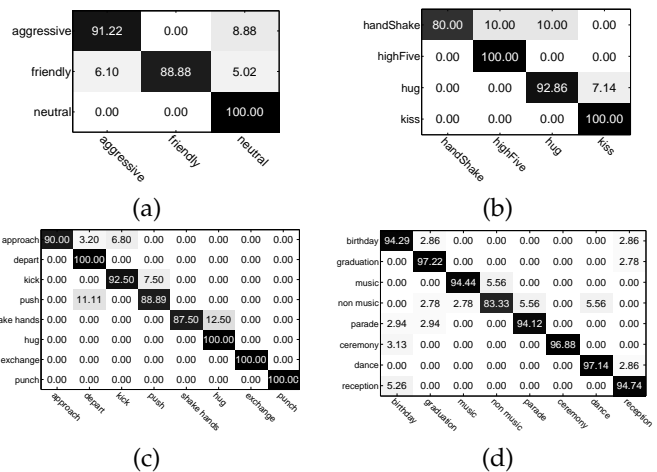 aggressive 91.22 0.00 8.88
friendly 6.10 88.88 5.02
neutral 0.00 0.00 100.00
aggressive friendly neutral
(a)
handShake 80.00 10.00 10.00 0.00
highFive 0.00 100.00 0.00 0.00
hug 0.00 0.00 92.86 7.14
kiss 0.00 0.00 0.00 100.00
handShake highFive hug kiss
(b)
approach 90.00 3.20 6.80 0.00 0.00 0.00 0.00 0.00
depart 0.00 100.00 0.00 0.00 0.00 0.00 0.00 0.00
kick 0.00 0.00 92.50 7.50 0.00 0.00 0.00 0.00
push 0.00 11.11 0.00 88.89 0.00 0.00 0.00 0.00
ake hands 0.00 0.00 0.00 0.00 87.50 12.50 0.00 0.00
hug 0.00 0.00 0.00 0.00 0.00 100.00 0.00 0.00
exchange 0.00 0.00 0.00 0.00 0.00 0.00 100.00 0.00
punch 0.00 0.00 0.00 0.00 0.00 0.00 0.00 100.00
approach depart kick push shake hands hug exchange punch
(c)
birthday 94.29 2.86 0.00 0.00 0.00 0.00 0.00 2.86
graduation 0.00 97.22 0.00 0.00 0.00 0.00 0.00 2.78
music 0.00 0.00 94.44 5.56 0.00 0.00 0.00 0.00
non music 0.00 2.78 2.78 83.33 5.56 0.00 5.56 0.00
parade 2.94 2.94 0.00 0.00 94.12 0.00 0.00 0.00
ceremony 3.13 0.00 0.00 0.00 0.00 96.88 0.00 0.00
dance 0.00 0.00 0.00 0.00 0.00 0.00 97.14 2.86
reception 5.26 0.00 0.00 0.00 0.00 0.00 0.00 94.74
birthday graduation music non music parade ceremony dance reception
(d)